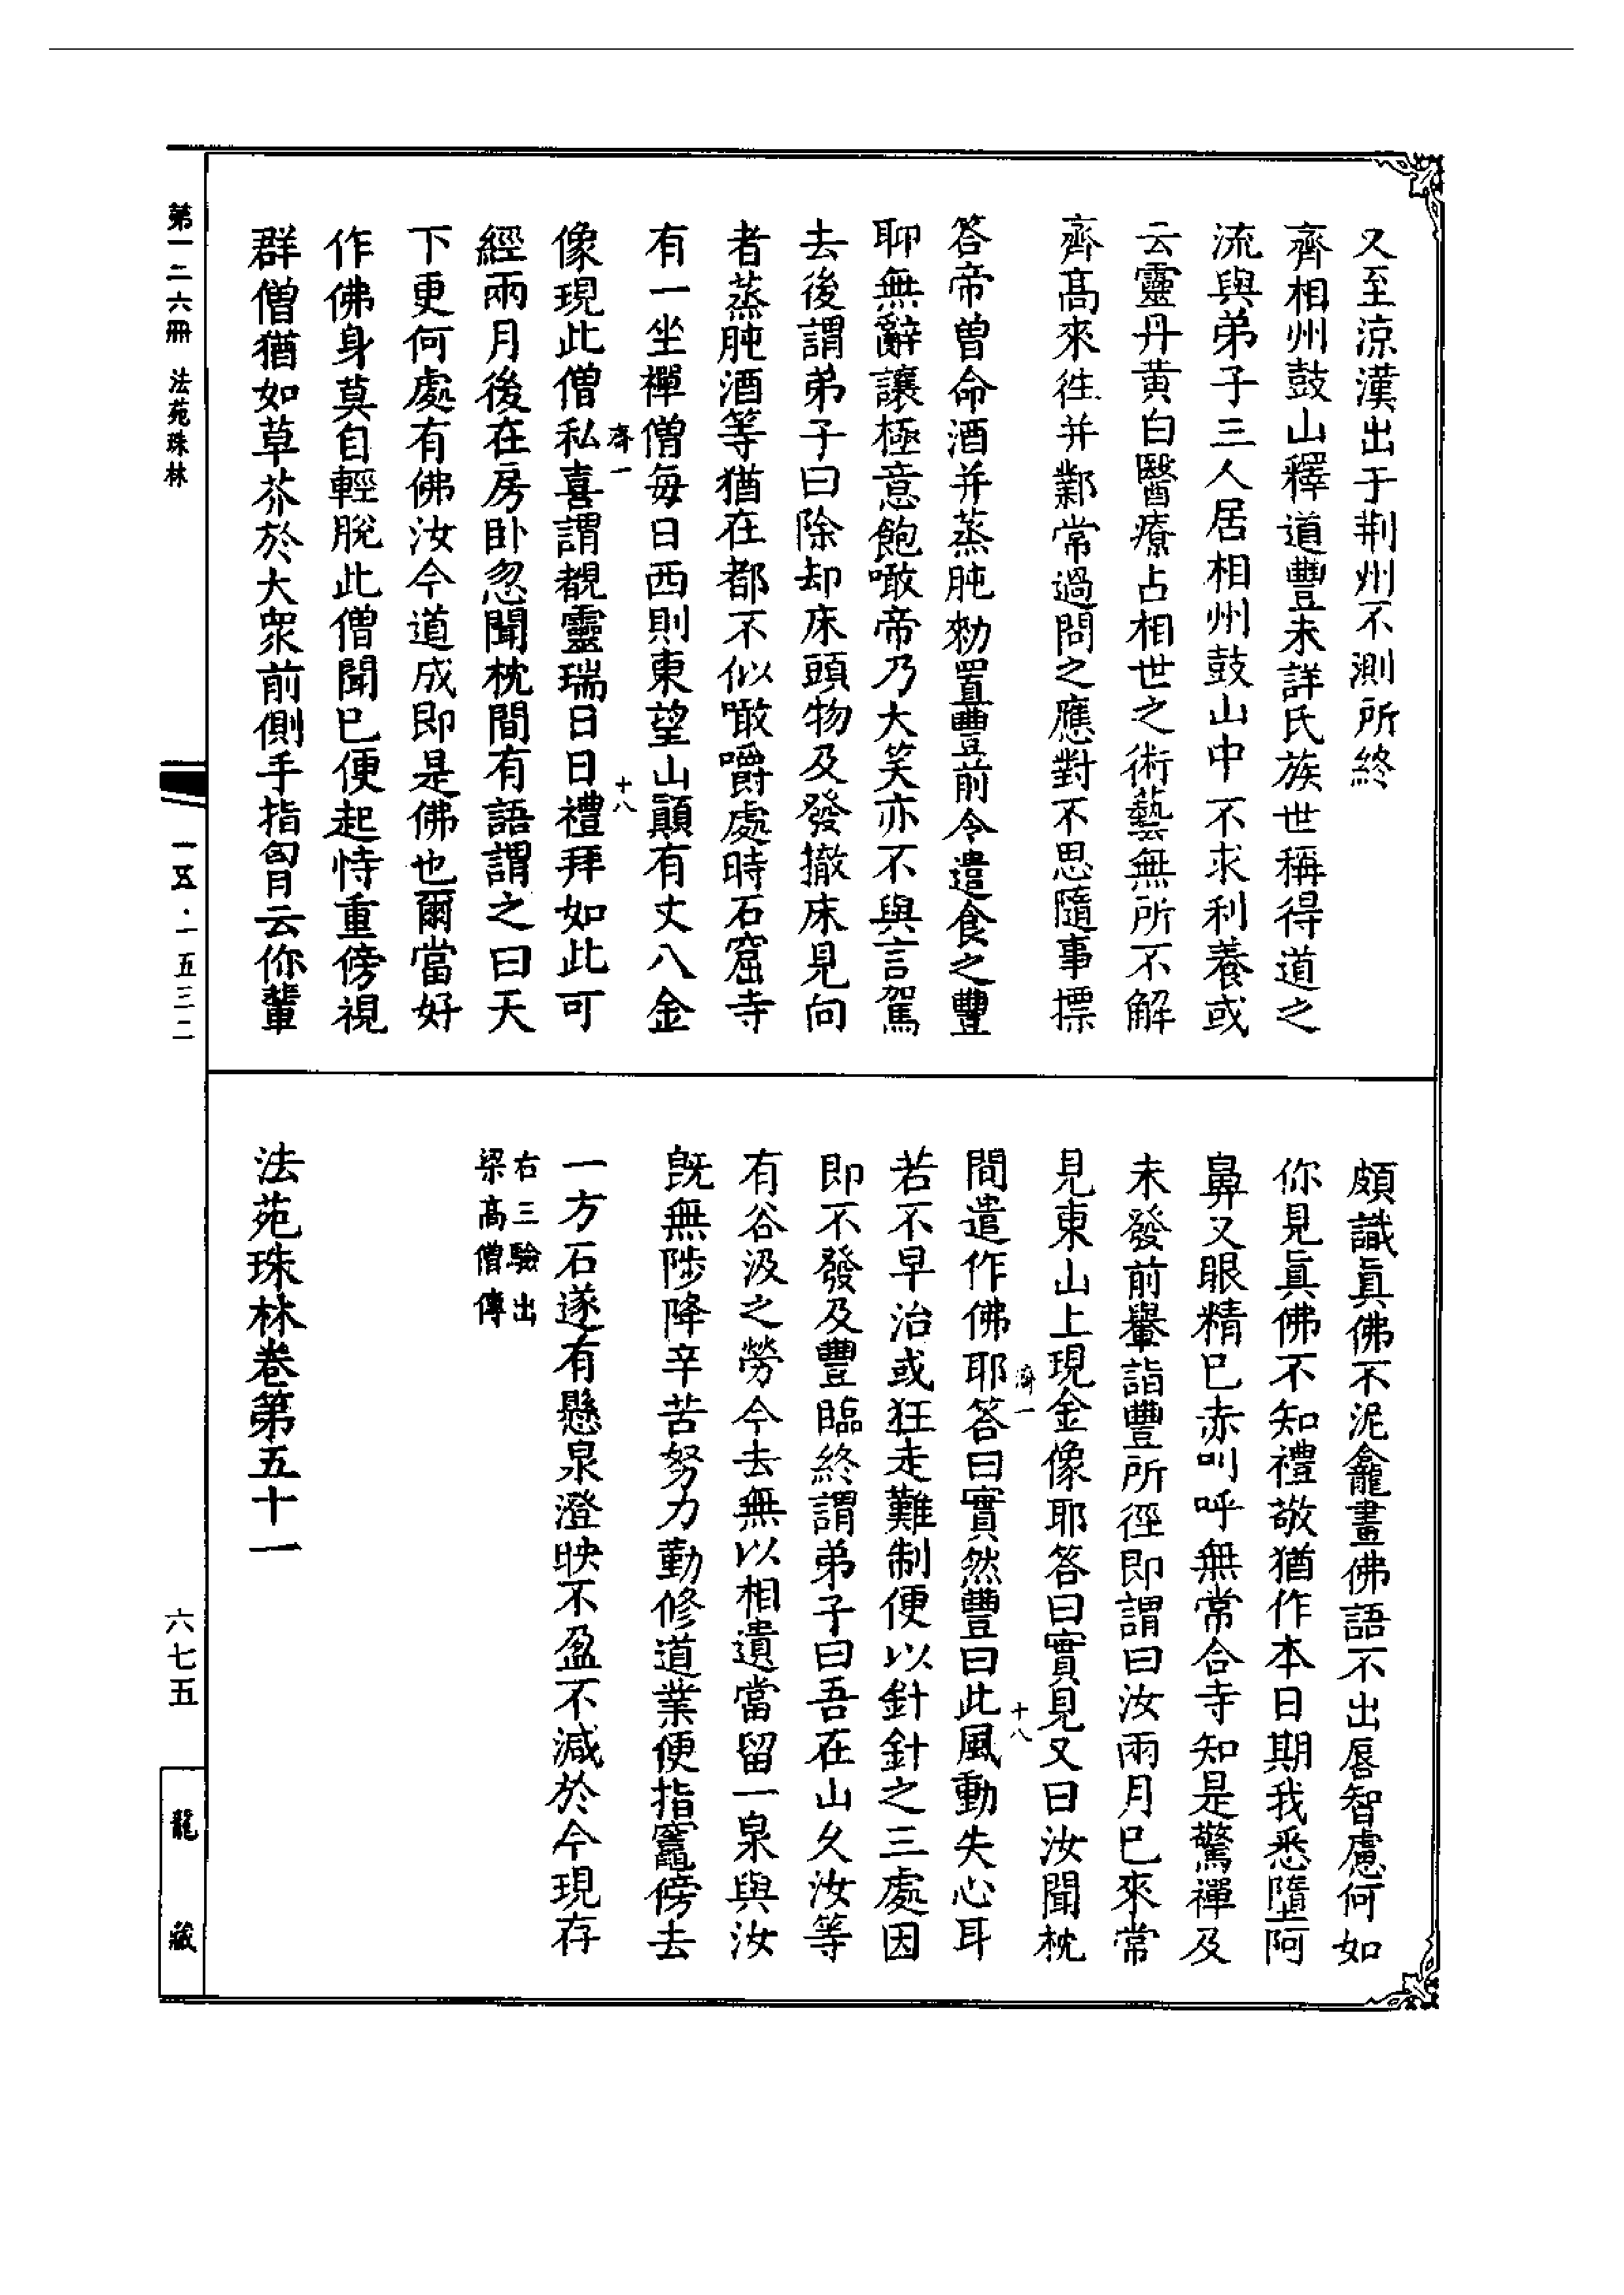 又至涼漢出于荆州不測所終
齊相州鼓山釋道豐未詳氏族世稱得道之
流與弟子三人居相州鼓山中不求利養或
云靈丹黃白醫療占相世之術藝無所不解
齊高來往并鄴常過問之應對不思隨事摽
答帝曾命酒并蒸肫勑置豐前令遣食之豐
聊無辭讓極意飽噉帝乃大笑亦不與言駕
去後謂弟子曰除却床頭物及發撤床見向
者蒸肫酒等猶在都不似噉嚼處時石窟寺
有一坐禪僧每日西則東望山顛有丈八金
齊一
十八
像現此僧私喜謂覩靈瑞日日禮拜如此可
經兩月後在房臥忽聞枕間有語謂之曰天
下更何處有佛汝今道成即是佛也爾當好
作佛身莫自輕脫此僧聞已便起恃重傍視
群僧猶如草芥於大眾前側手指胷云你輩
頗識眞佛不泥龕畫佛語不出唇智慮何如
你見眞佛不知禮敬猶作本日期我悉墮阿
鼻又眼精已赤叫呼無常合寺知是驚禪及
未發前轝詣豐所徑即謂曰汝兩月已來常
見東山上現金像耶答曰實見又曰汝聞枕
濟一
十八
間遣作佛耶答曰實然豐曰此風動失心耳
若不早治或狂走難制便以針針之三處因
即不發及豐臨終謂弟子曰吾在山久汝等
有谷汲之勞今去無以相遺當留一泉與汝
旣無陟降辛苦努力勤修道業便指竈傍去
一方石遂有懸泉澄映不盈不減於今現存
右三驗出
梁高僧傳
法苑珠林卷第五十一
第一二六冊 法苑珠林
一五·一五三二
六七五
龍藏